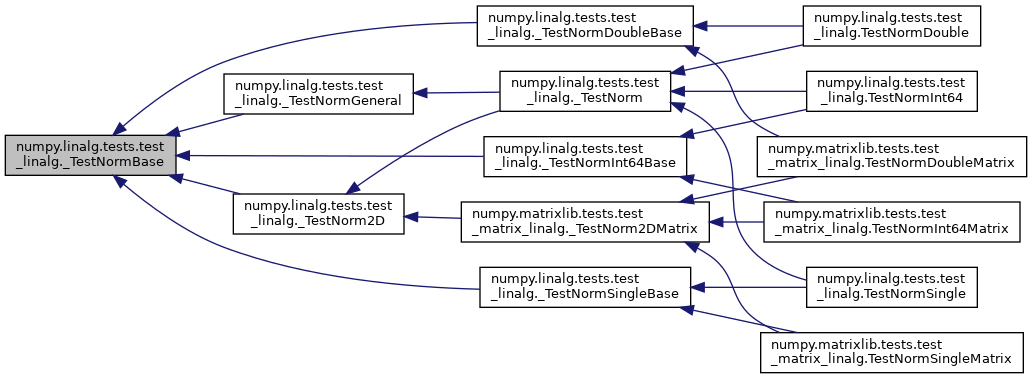 numpy.linalg.tests.test
_linalg._TestNormBase
numpy.linalg.tests.test
_linalg._TestNormDoubleBase
numpy.linalg.tests.test
_linalg._TestNormGeneral
numpy.linalg.tests.test
_linalg._TestNorm
numpy.linalg.tests.test
_linalg._TestNormInt64Base
numpy.linalg.tests.test
_linalg._TestNorm2D
numpy.matrixlib.tests.test
_matrix_linalg._TestNorm2DMatrix
numpy.linalg.tests.test
_linalg._TestNormSingleBase
numpy.linalg.tests.test
_linalg.TestNormDouble
numpy.linalg.tests.test
_linalg.TestNormInt64
numpy.matrixlib.tests.test
_matrix_linalg.TestNormDoubleMatrix
numpy.matrixlib.tests.test
_matrix_linalg.TestNormInt64Matrix
numpy.linalg.tests.test
_linalg.TestNormSingle
numpy.matrixlib.tests.test
_matrix_linalg.TestNormSingleMatrix